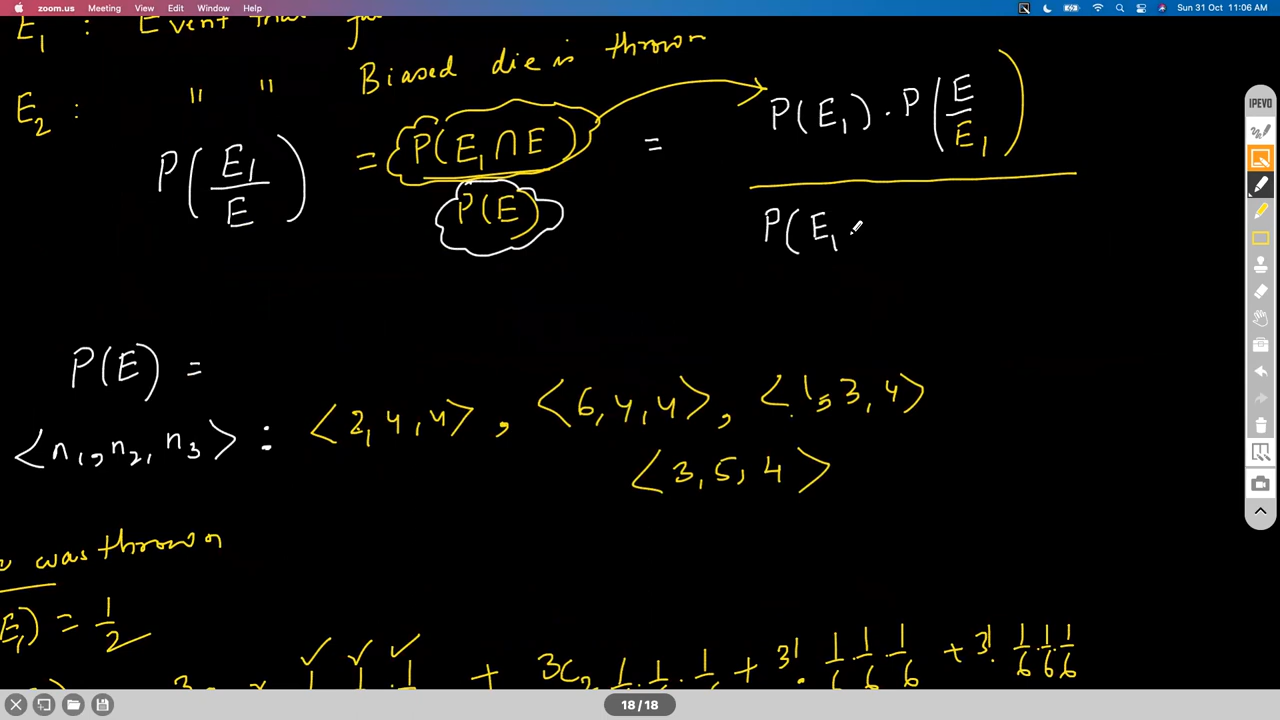 zoom.us Meeting View Edit Window Help Sun 31 Oct 11:06 AM
E₁ : Event
E₂ : " " Biased die is thrown
P(E₁/E) = P(E₁∩E)/P(E) = P(E₁)·P(E/E₁)
P(E₁
IPEVO
P(E) =
<n₁, n₂, n₃> : <2,4,4>, <6,4,4>, <1,3,4>
<3,5,4>
was thrown
E₁) = 1/2
+ 3C₂ + 3! 1/6·1/6·1/6 + 3! 1/6·1/6·1/6
18 / 18